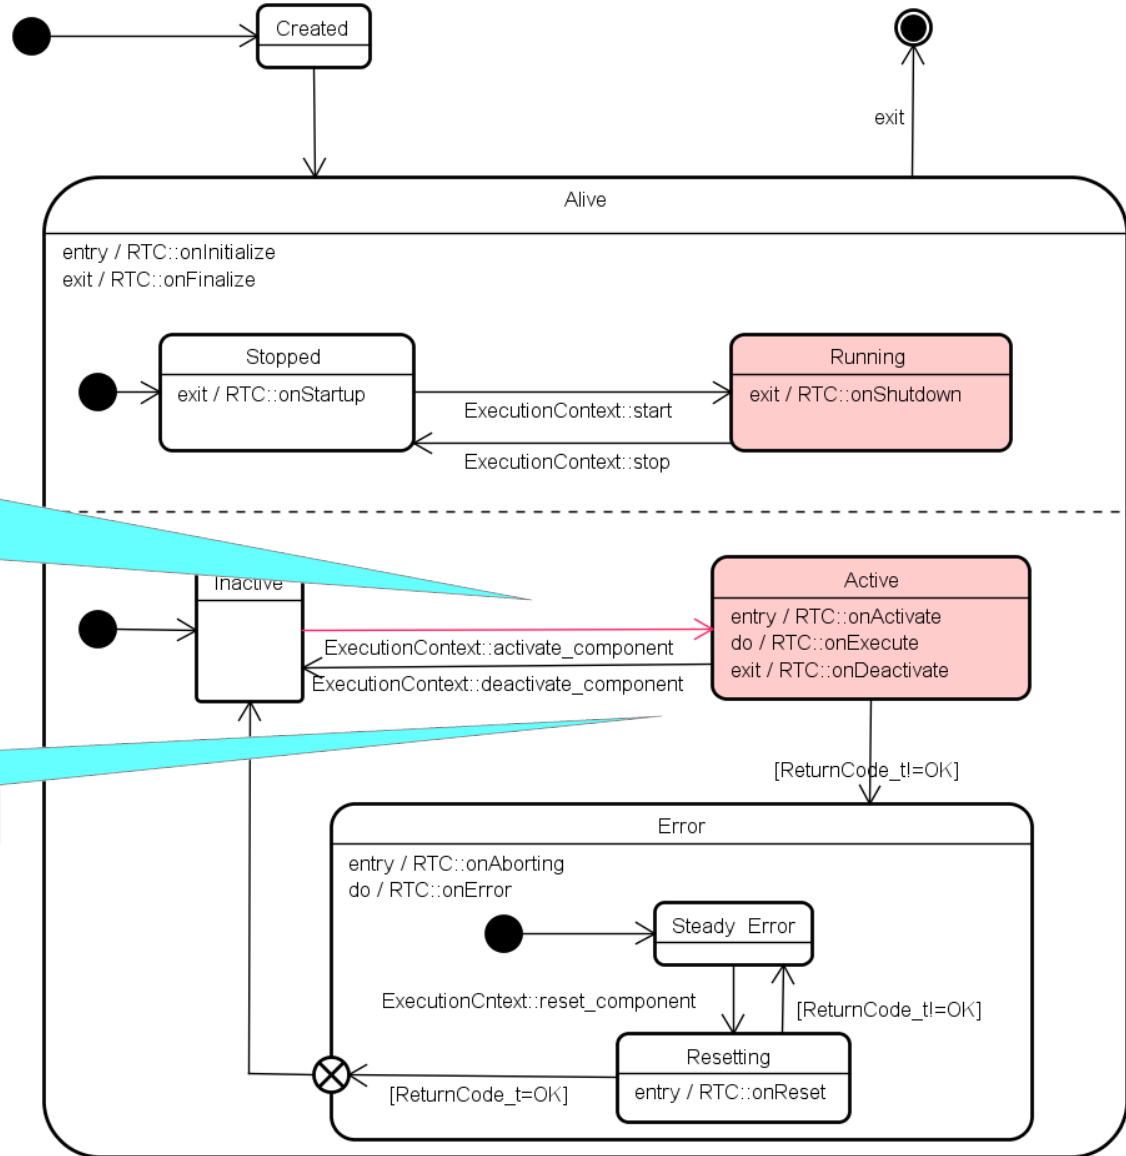 Created
exit
Alive
entry / RTC::onInitialize
exit / RTC::onFinalize
Stopped
exit / RTC::onStartup
Running
exit / RTC::onShutdown
ExecutionContext::start
ExecutionContext::stop
Inactive
Active
entry / RTC::onActivate
do / RTC::onExecute
exit / RTC::onDeactivate
ExecutionContext::activate_component
ExecutionContext::deactivate_component
[ReturnCode_t!=OK]
Error
entry / RTC::onAborting
do / RTC::onError
Steady Error
ExecutionCntext::reset_component
[ReturnCode_t!=OK]
Resetting
entry / RTC::onReset
[ReturnCode_t=OK]